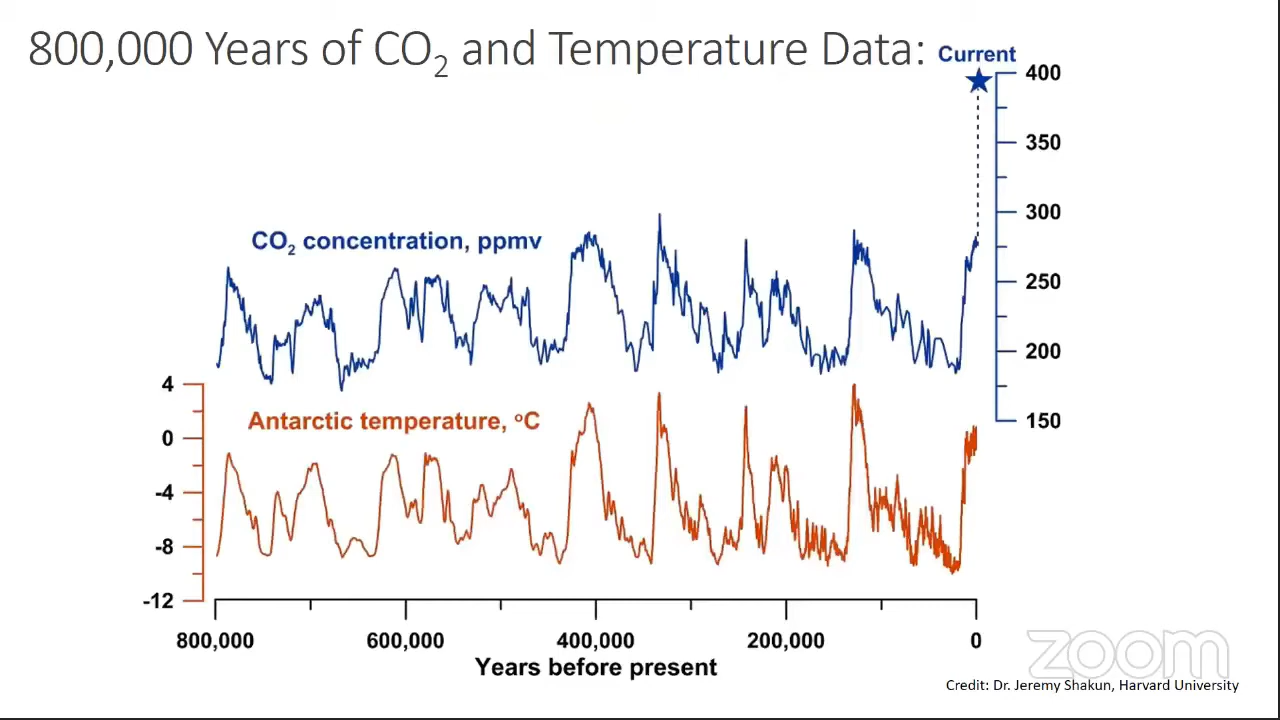 800,000 Years of CO₂ and Temperature Data:
Current
400
350
300
CO₂ concentration, ppmv
250
200
4
Antarctic temperature, °C
150
0
-4
-8
-12
800,000 600,000 400,000 200,000 0
Years before present
zoom
Credit: Dr. Jeremy Shakun, Harvard University